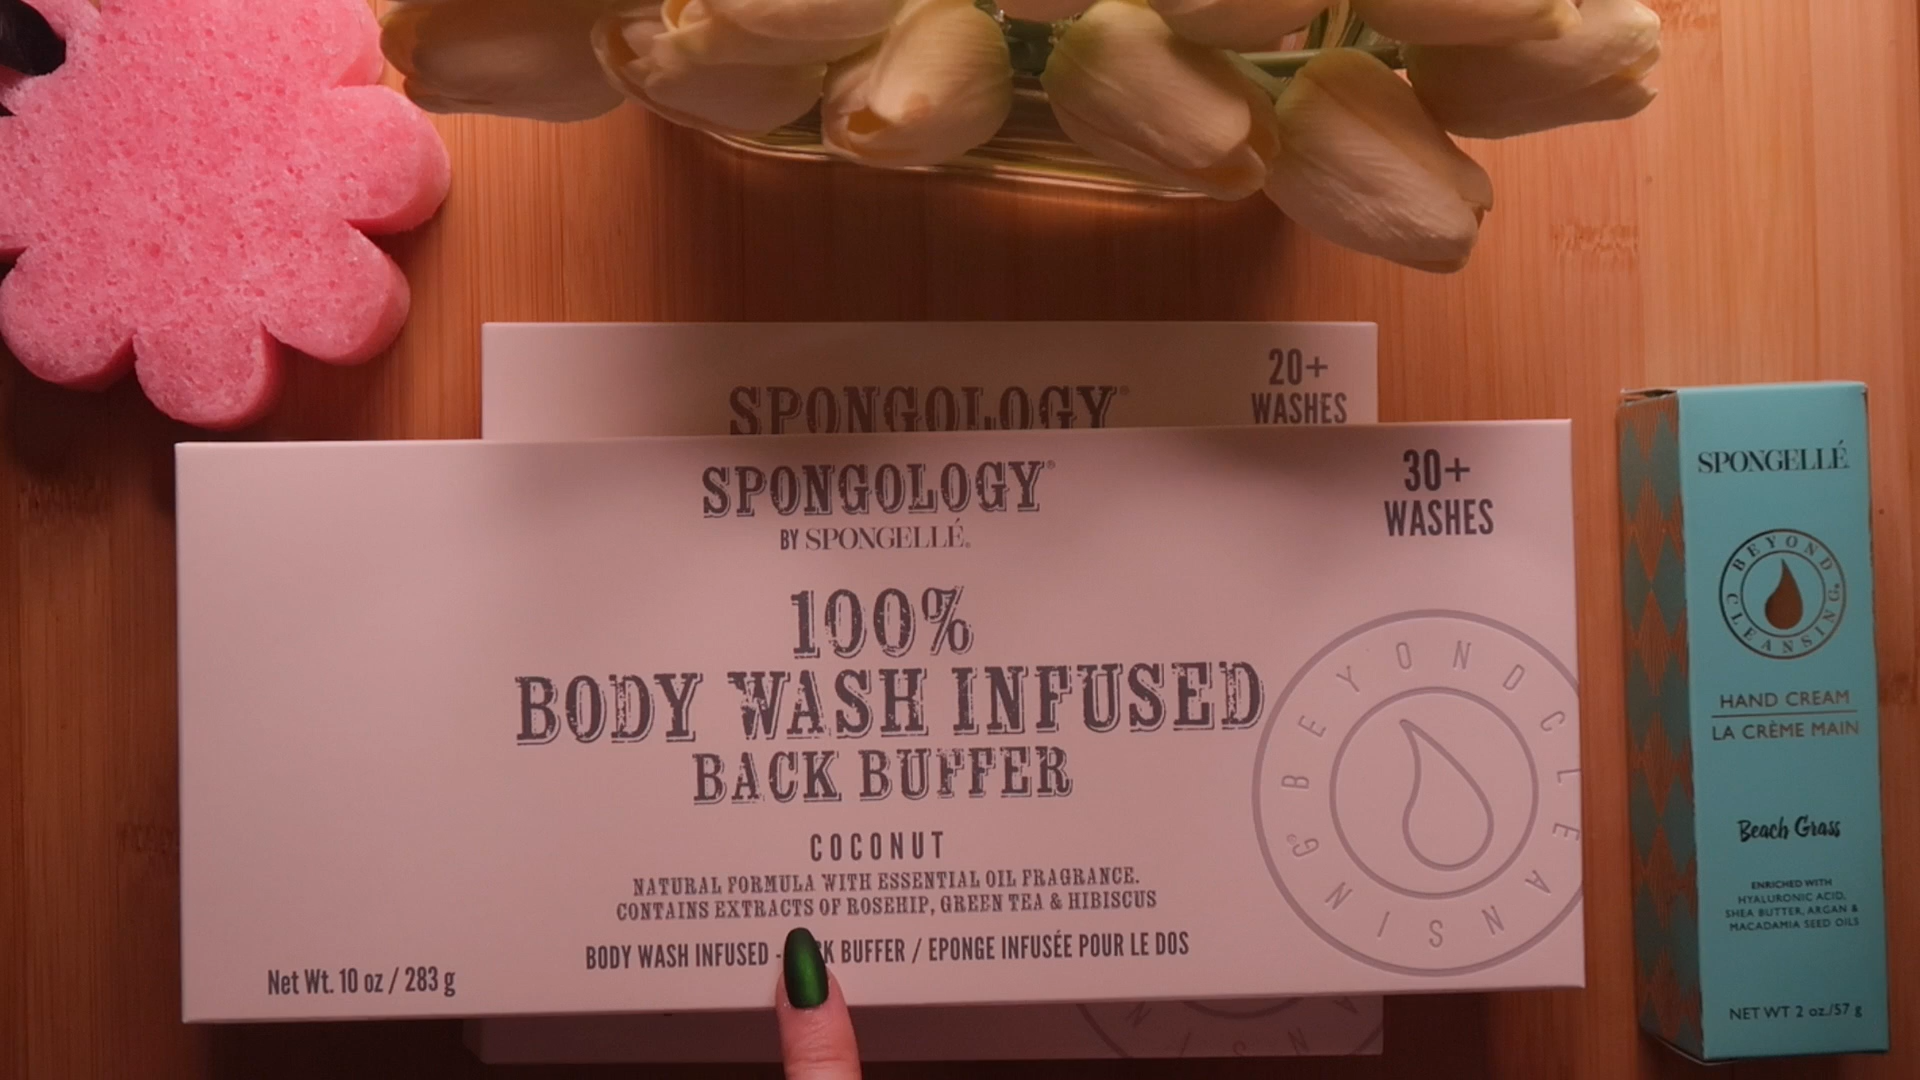 SPONGOLOGY®
20+
WASHES
SPONGOLOGY®
BY SPONGELLÉ®
30+
WASHES
100%
BODY WASH INFUSED
BACK BUFFER
COCONUT
NATURAL FORMULA WITH ESSENTIAL OIL FRAGRANCE.
CONTAINS EXTRACTS OF ROSEHIP, GREEN TEA & HIBISCUS
BODY WASH INFUSED - BUFFER / EPONGE INFUSÉE POUR LE DOS
Net Wt. 10 oz / 283 g
BEYOND CLEANSING®
SPONGELLÉ
BEYOND CLEANSING®
HAND CREAM
LA CRÈME MAIN
Beach Grass
ENRICHED WITH
HYALURONIC ACID,
SHEA BUTTER, ARGAN &
MACADAMIA SEED OILS
NET WT 2 oz./57 g